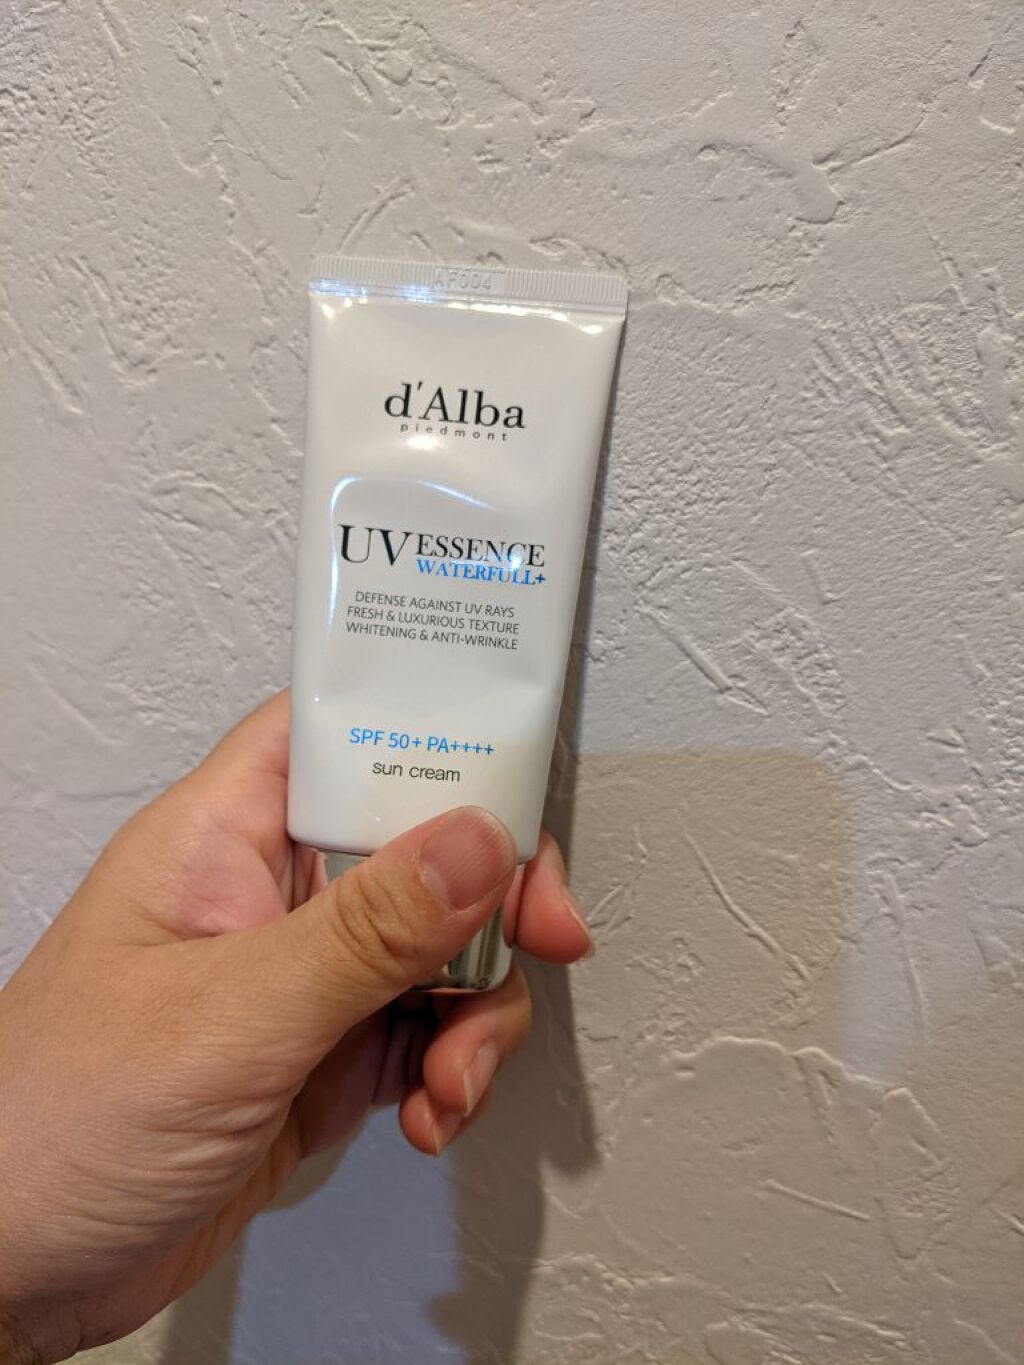 AF604
d'Alba
piedmont
UV ESSENCE
WATERFULL+
DEFENSE AGAINST UV RAYS
FRESH & LUXURIOUS TEXTURE
WHITENING & ANTI-WRINKLE
SPF 50+ PA++++
sun cream